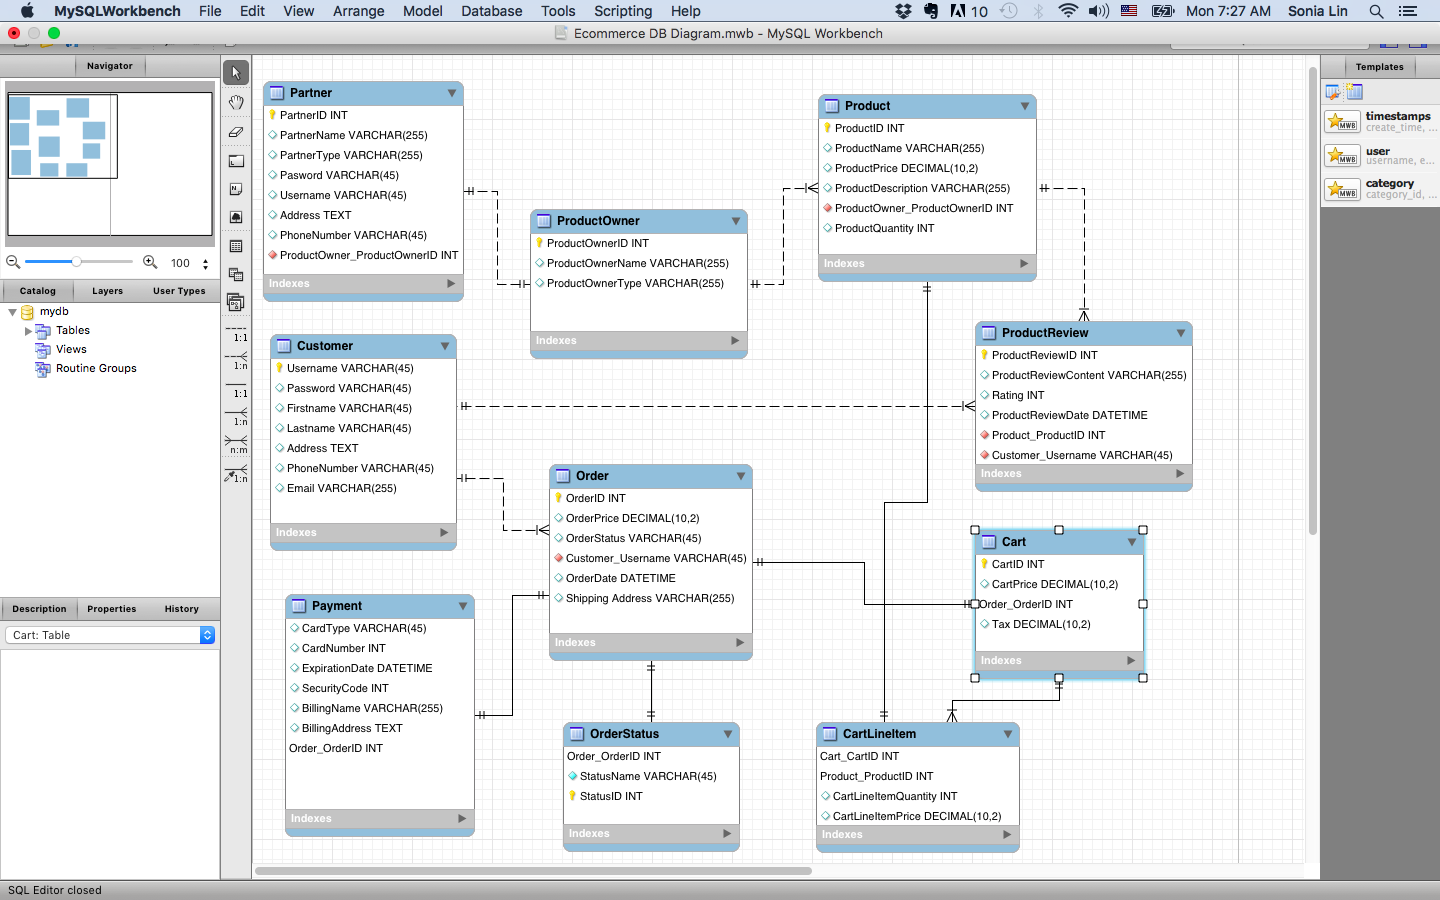 MySQLWorkbench File Edit View Arrange Model Database Tools Scripting Help 10 Mon 7:27 AM Sonia Lin
Ecommerce DB Diagram.mwb - MySQL Workbench
Navigator
100
Catalog Layers User Types
mydb
Tables
Views
Routine Groups
Description Properties History
Cart: Table
SQL Editor closed
1:1
1:n
1:1
1:n
n:m
1:n
Partner
PartnerID INT
PartnerName VARCHAR(255)
PartnerType VARCHAR(255)
Pasword VARCHAR(45)
Username VARCHAR(45)
Address TEXT
PhoneNumber VARCHAR(45)
ProductOwner_ProductOwnerID INT
Indexes
ProductOwner
ProductOwnerID INT
ProductOwnerName VARCHAR(255)
ProductOwnerType VARCHAR(255)
Indexes
Product
ProductID INT
ProductName VARCHAR(255)
ProductPrice DECIMAL(10,2)
ProductDescription VARCHAR(255)
ProductOwner_ProductOwnerID INT
ProductQuantity INT
Indexes
Customer
Username VARCHAR(45)
Password VARCHAR(45)
Firstname VARCHAR(45)
Lastname VARCHAR(45)
Address TEXT
PhoneNumber VARCHAR(45)
Email VARCHAR(255)
Indexes
ProductReview
ProductReviewID INT
ProductReviewContent VARCHAR(255)
Rating INT
ProductReviewDate DATETIME
Product_ProductID INT
Customer_Username VARCHAR(45)
Indexes
Order
OrderID INT
OrderPrice DECIMAL(10,2)
OrderStatus VARCHAR(45)
Customer_Username VARCHAR(45)
OrderDate DATETIME
Shipping Address VARCHAR(255)
Indexes
Cart
CartID INT
CartPrice DECIMAL(10,2)
Order_OrderID INT
Tax DECIMAL(10,2)
Indexes
Payment
CardType VARCHAR(45)
CardNumber INT
ExpirationDate DATETIME
SecurityCode INT
BillingName VARCHAR(255)
BillingAddress TEXT
Order_OrderID INT
Indexes
OrderStatus
Order_OrderID INT
StatusName VARCHAR(45)
StatusID INT
Indexes
CartLineItem
Cart_CartID INT
Product_ProductID INT
CartLineItemQuantity INT
CartLineItemPrice DECIMAL(10,2)
Indexes
Templates
MWB timestamps
create_time, ...
MWB user
username, e...
MWB category
category_id, ...